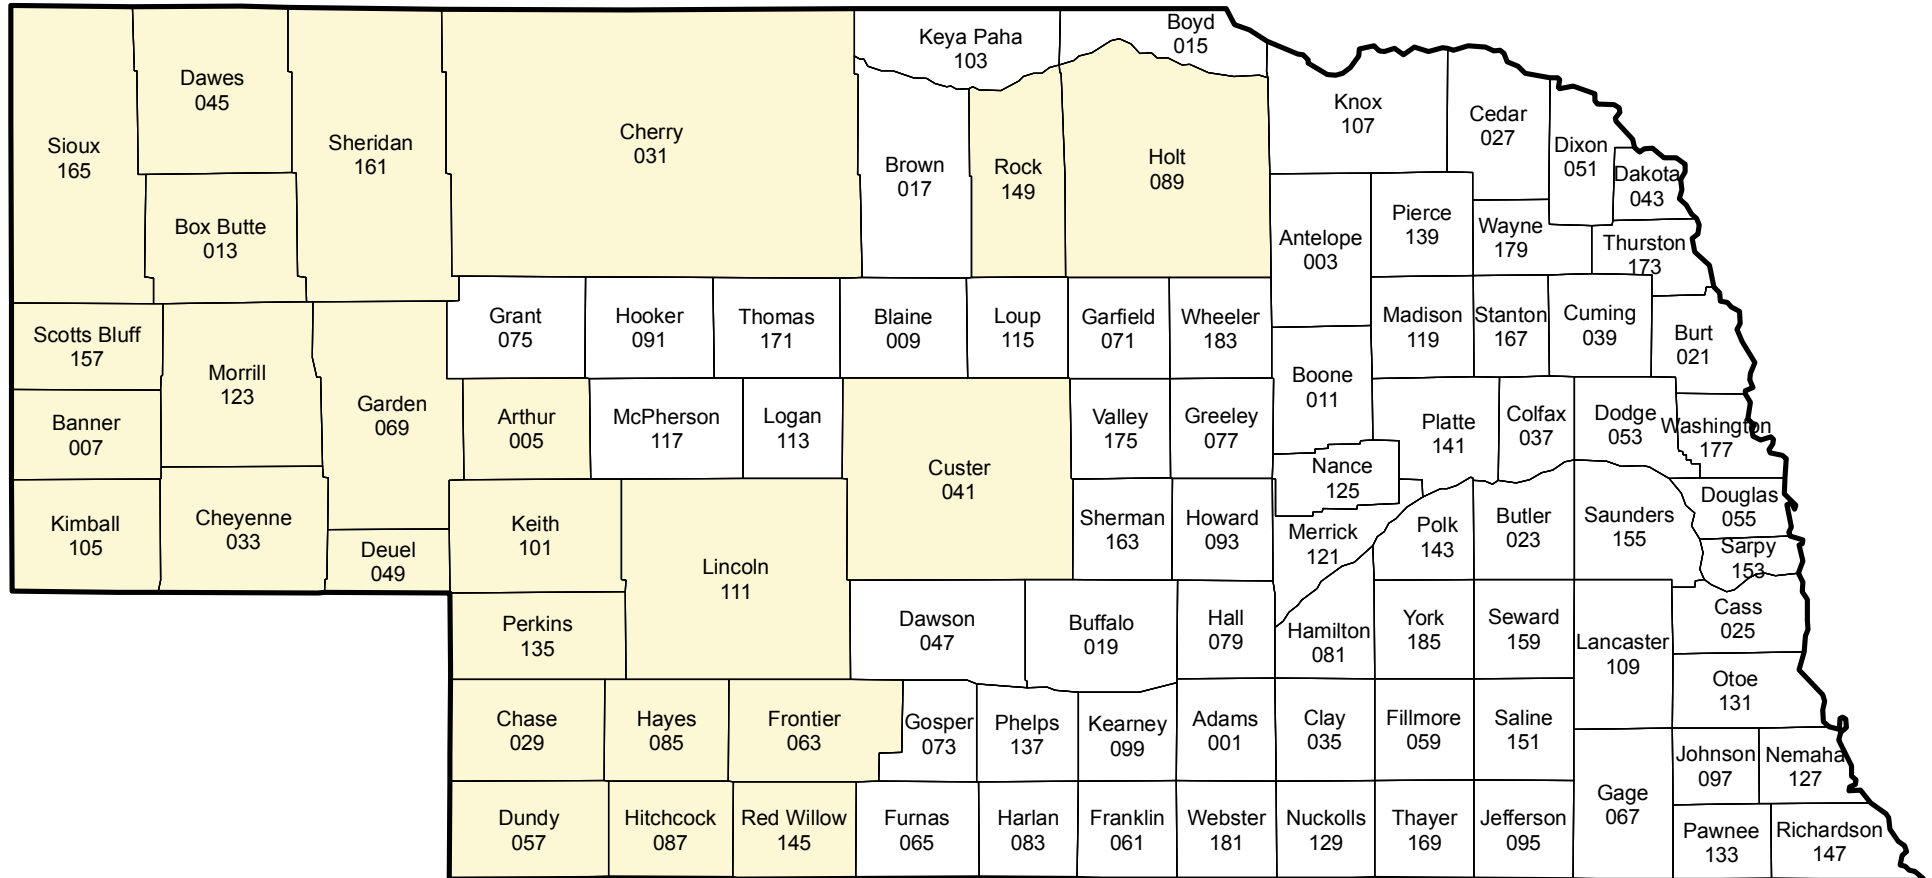 Boyd
015
Keya Paha
103
Dawes
045
Sioux
165
Sheridan
161
Cherry
031
Brown
017
Rock
149
Holt
089
Knox
107
Cedar
027
Dixon
051
Dakota
043
Box Butte
013
Antelope
003
Pierce
139
Wayne
179
Thurston
173
Scotts Bluff
157
Grant
075
Hooker
091
Thomas
171
Blaine
009
Loup
115
Garfield
071
Wheeler
183
Madison
119
Stanton
167
Cuming
039
Burt
021
Morrill
123
Banner
007
Garden
069
Arthur
005
McPherson
117
Logan
113
Custer
041
Valley
175
Greeley
077
Boone
011
Platte
141
Colfax
037
Dodge
053
Washington
177
Nance
125
Kimball
105
Cheyenne
033
Deuel
049
Keith
101
Lincoln
111
Sherman
163
Howard
093
Merrick
121
Polk
143
Butler
023
Saunders
155
Douglas
055
Sarpy
153
Perkins
135
Dawson
047
Buffalo
019
Hall
079
Hamilton
081
York
185
Seward
159
Lancaster
109
Cass
025
Otoe
131
Chase
029
Hayes
085
Frontier
063
Gosper
073
Phelps
137
Kearney
099
Adams
001
Clay
035
Fillmore
059
Saline
151
Johnson
097
Nemaha
127
Dundy
057
Hitchcock
087
Red Willow
145
Furnas
065
Harlan
083
Franklin
061
Webster
181
Nuckolls
129
Thayer
169
Jefferson
095
Gage
067
Pawnee
133
Richardson
147